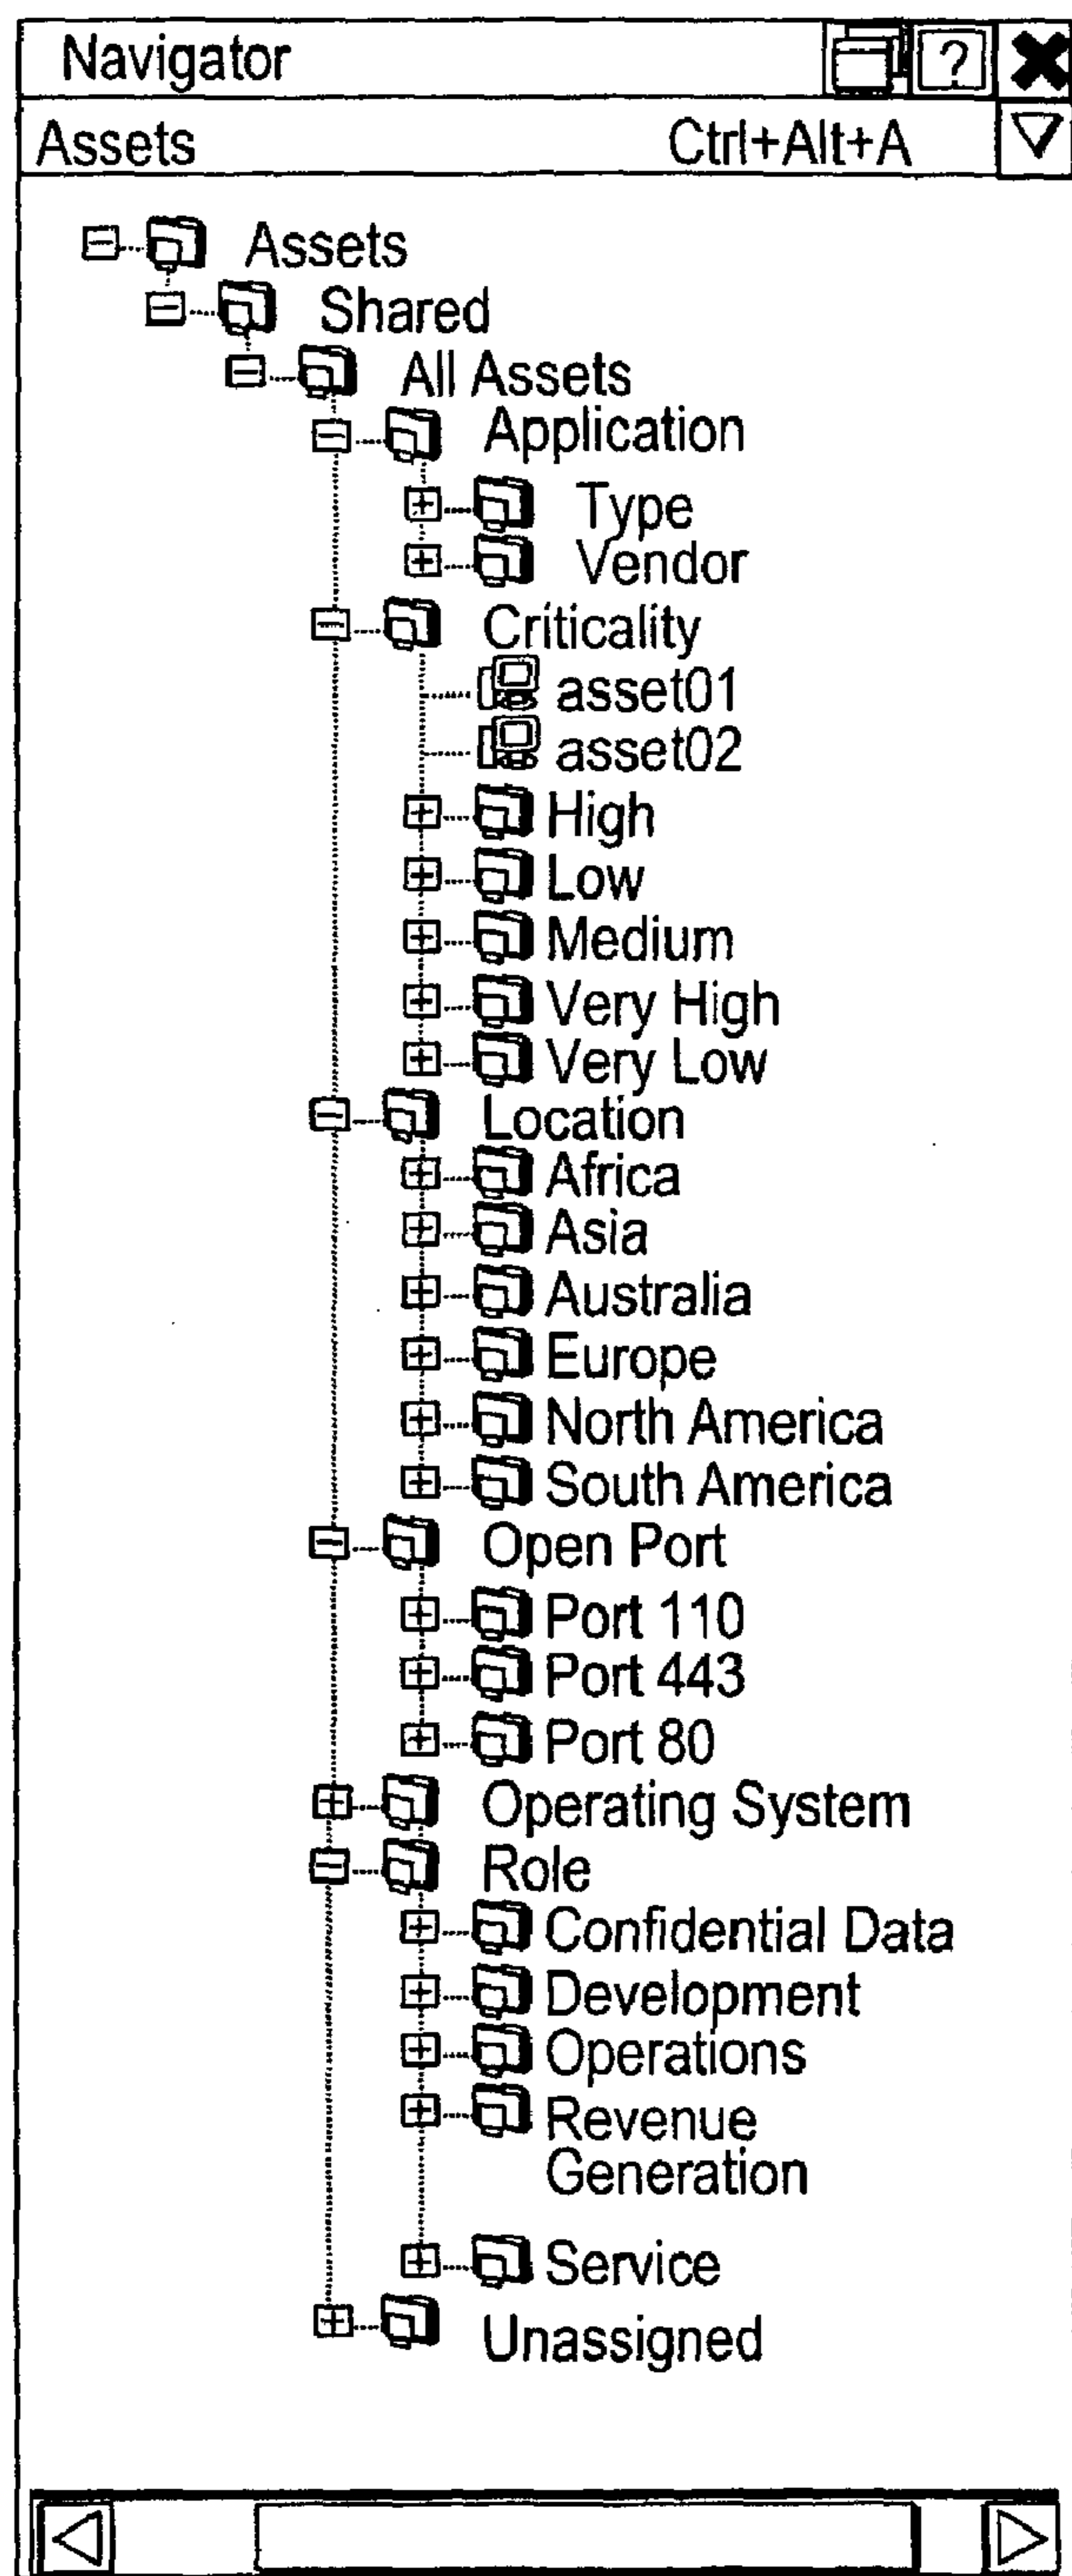 Navigator ?
Assets Ctrl+Alt+A
Assets
Shared
All Assets
Application
Type
Vendor
Criticality
asset01
asset02
High
Low
Medium
Very High
Very Low
Location
Africa
Asia
Australia
Europe
North America
South America
Open Port
Port 110
Port 443
Port 80
Operating System
Role
Confidential Data
Development
Operations
Revenue
Generation
Service
Unassigned